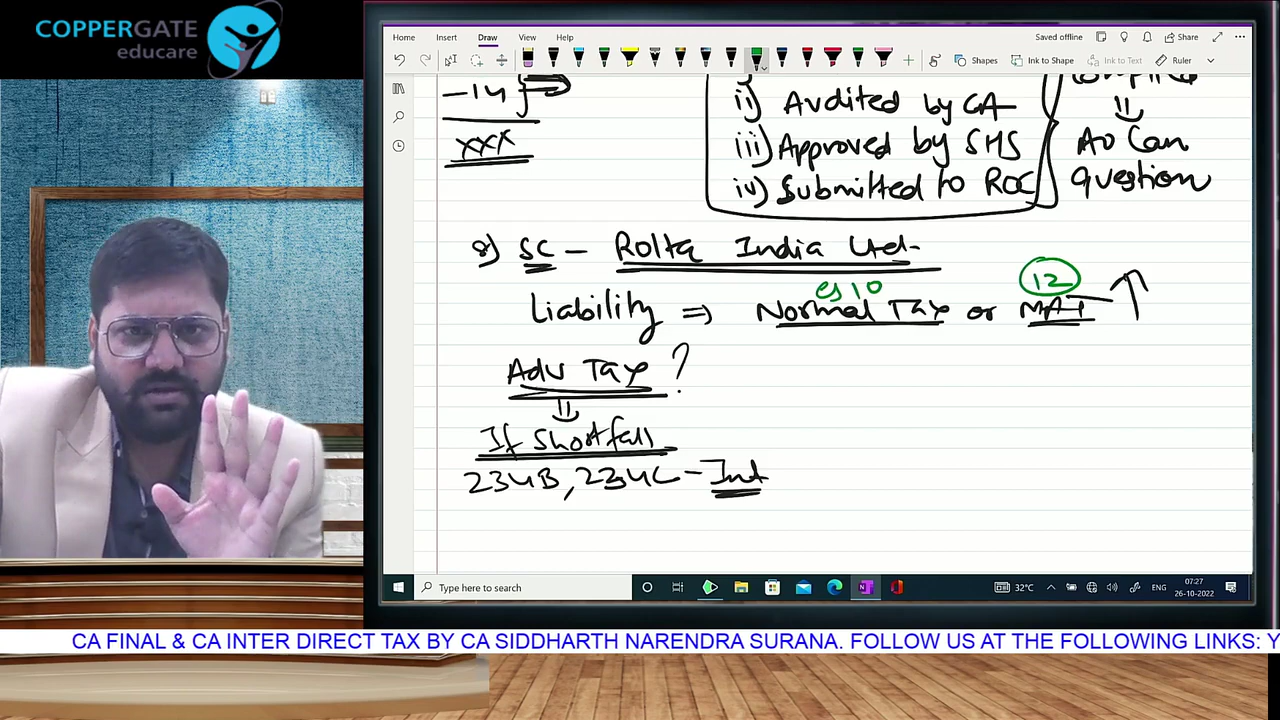 COPPERGATE
educare
Home Insert Draw View Help
Saved offline
Share
Shapes
Ink to Shape
Ink to Text
Ruler
-14
XXX
ii) Audited by CA
iii) Approved by SHS
iv) Submitted to ROC
AO Can
question
SC - Rolta India Ltd.
eg 10
12
Liability ⇒ Normal Tax or MAT ↑
Adv Tax ?
If Shortfall
234B, 234C - Int
Type here to search
32°C
ENG
07:27
26-10-2022
CA FINAL & CA INTER DIRECT TAX BY CA SIDDHARTH NARENDRA SURANA. FOLLOW US AT THE FOLLOWING LINKS: Y